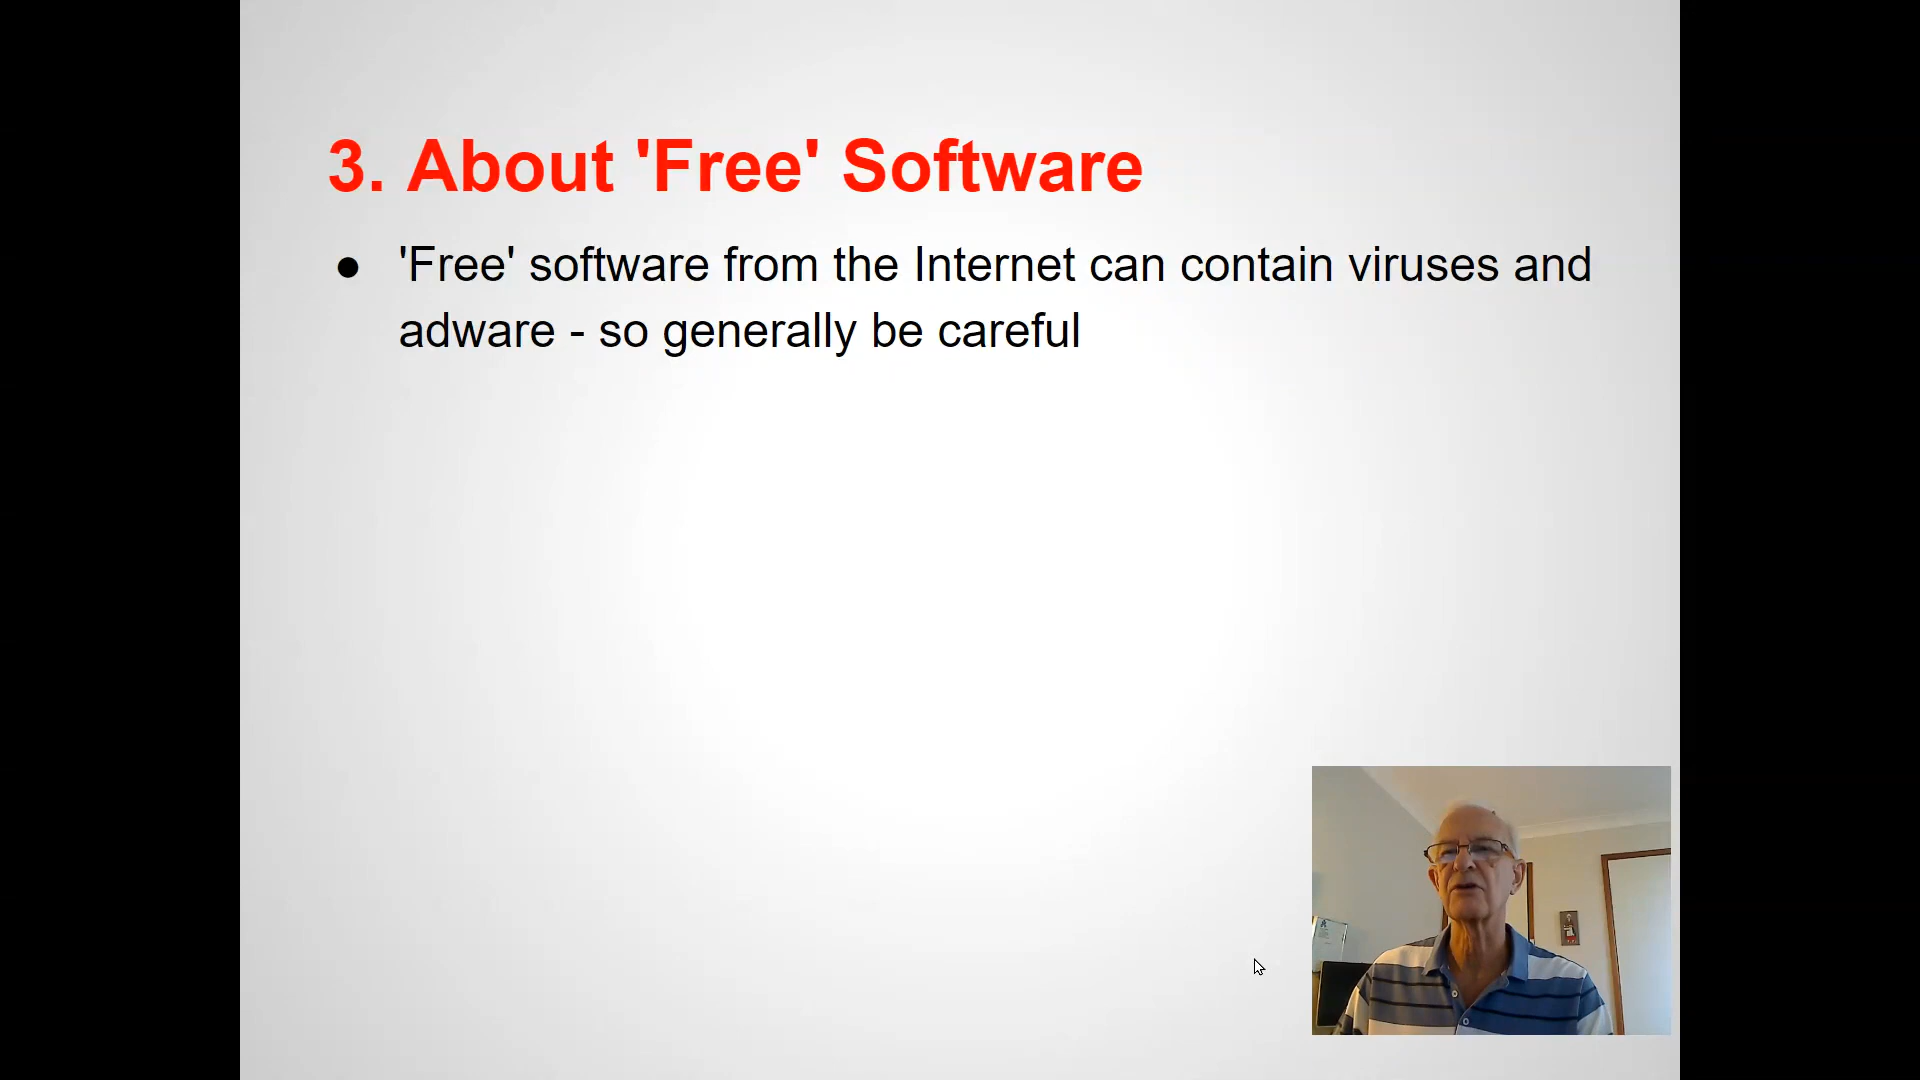 3. About 'Free' Software
● 'Free' software from the Internet can contain viruses and
adware - so generally be careful